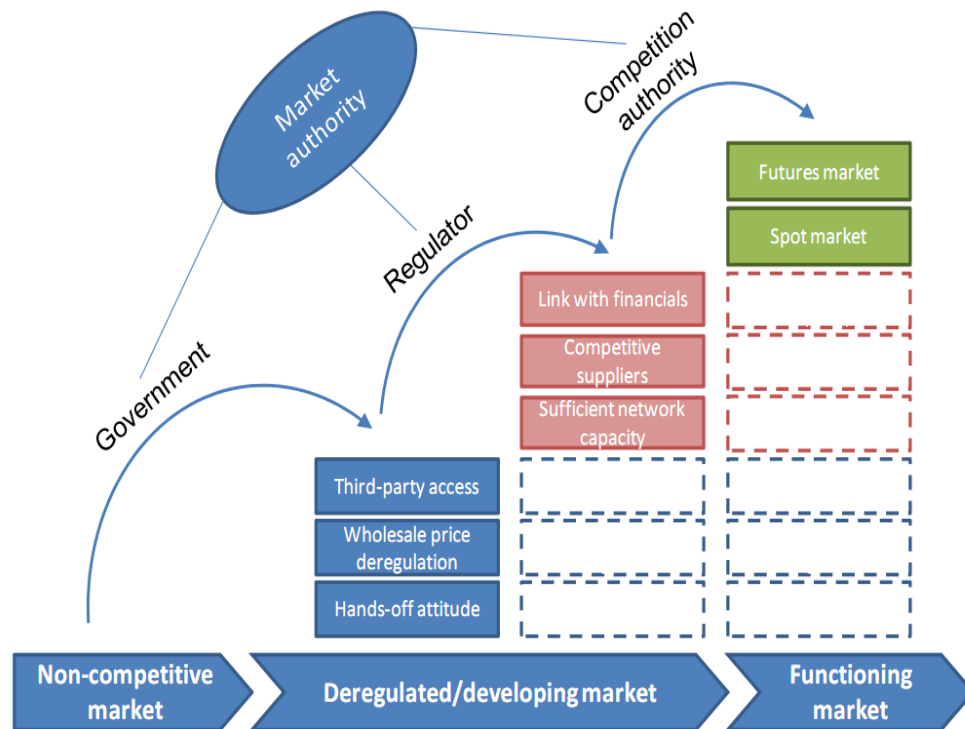 Market
authority
Competition
authority
Government
Regulator
Futures market
Spot market
Link with financials
Competitive
suppliers
Sufficient network
capacity
Third-party access
Wholesale price
deregulation
Hands-off attitude
Non-competitive
market
Deregulated/developing market
Functioning
market